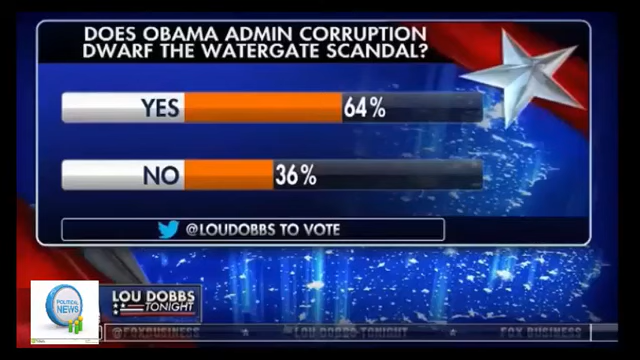 DOES OBAMA ADMIN CORRUPTION
DWARF THE WATERGATE SCANDAL?
YES 64%
NO 36%
@LOUDOBBS TO VOTE
POLITICAL
NEWS
LOU DOBBS
TONIGHT
@FOXBUSINESS LOU DOBBS TONIGHT FOX BUSINESS